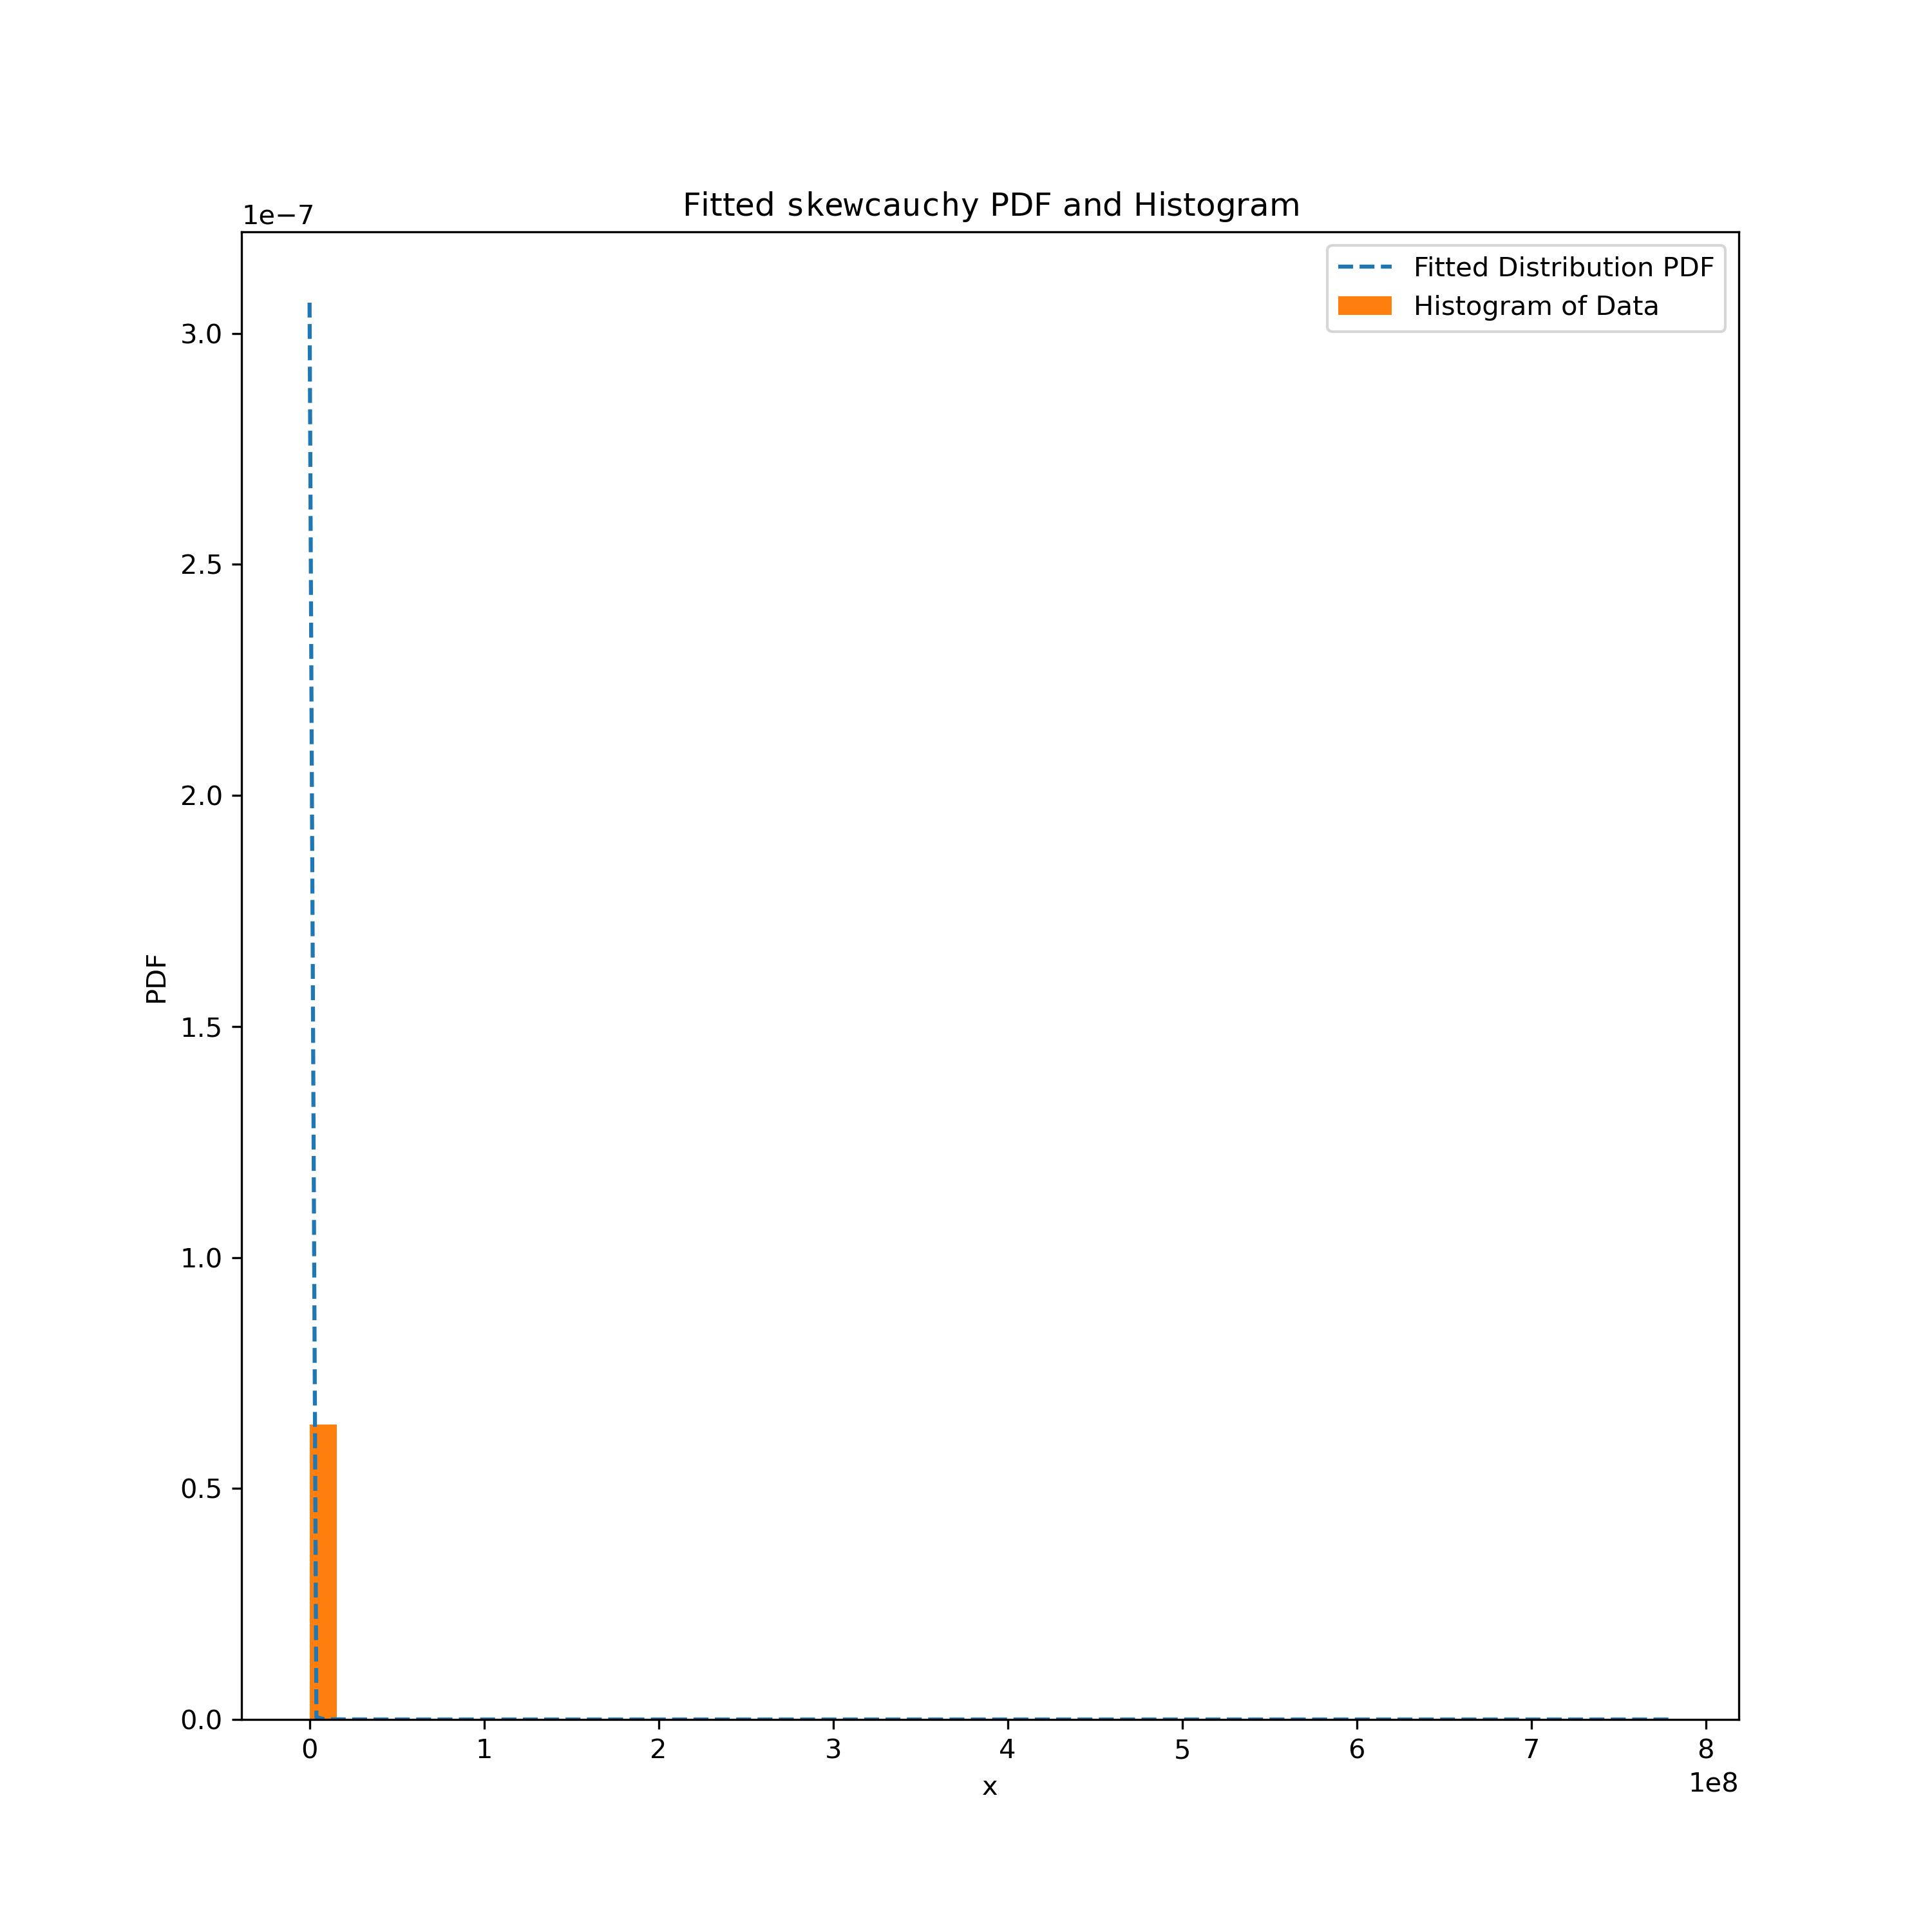 Fitted skewcauchy PDF and Histogram
1e−7
Fitted Distribution PDF
Histogram of Data
3.0
2.5
2.0
1.5
1.0
0.5
0.0
PDF
0 1 2 3 4 5 6 7 8
1e8
x